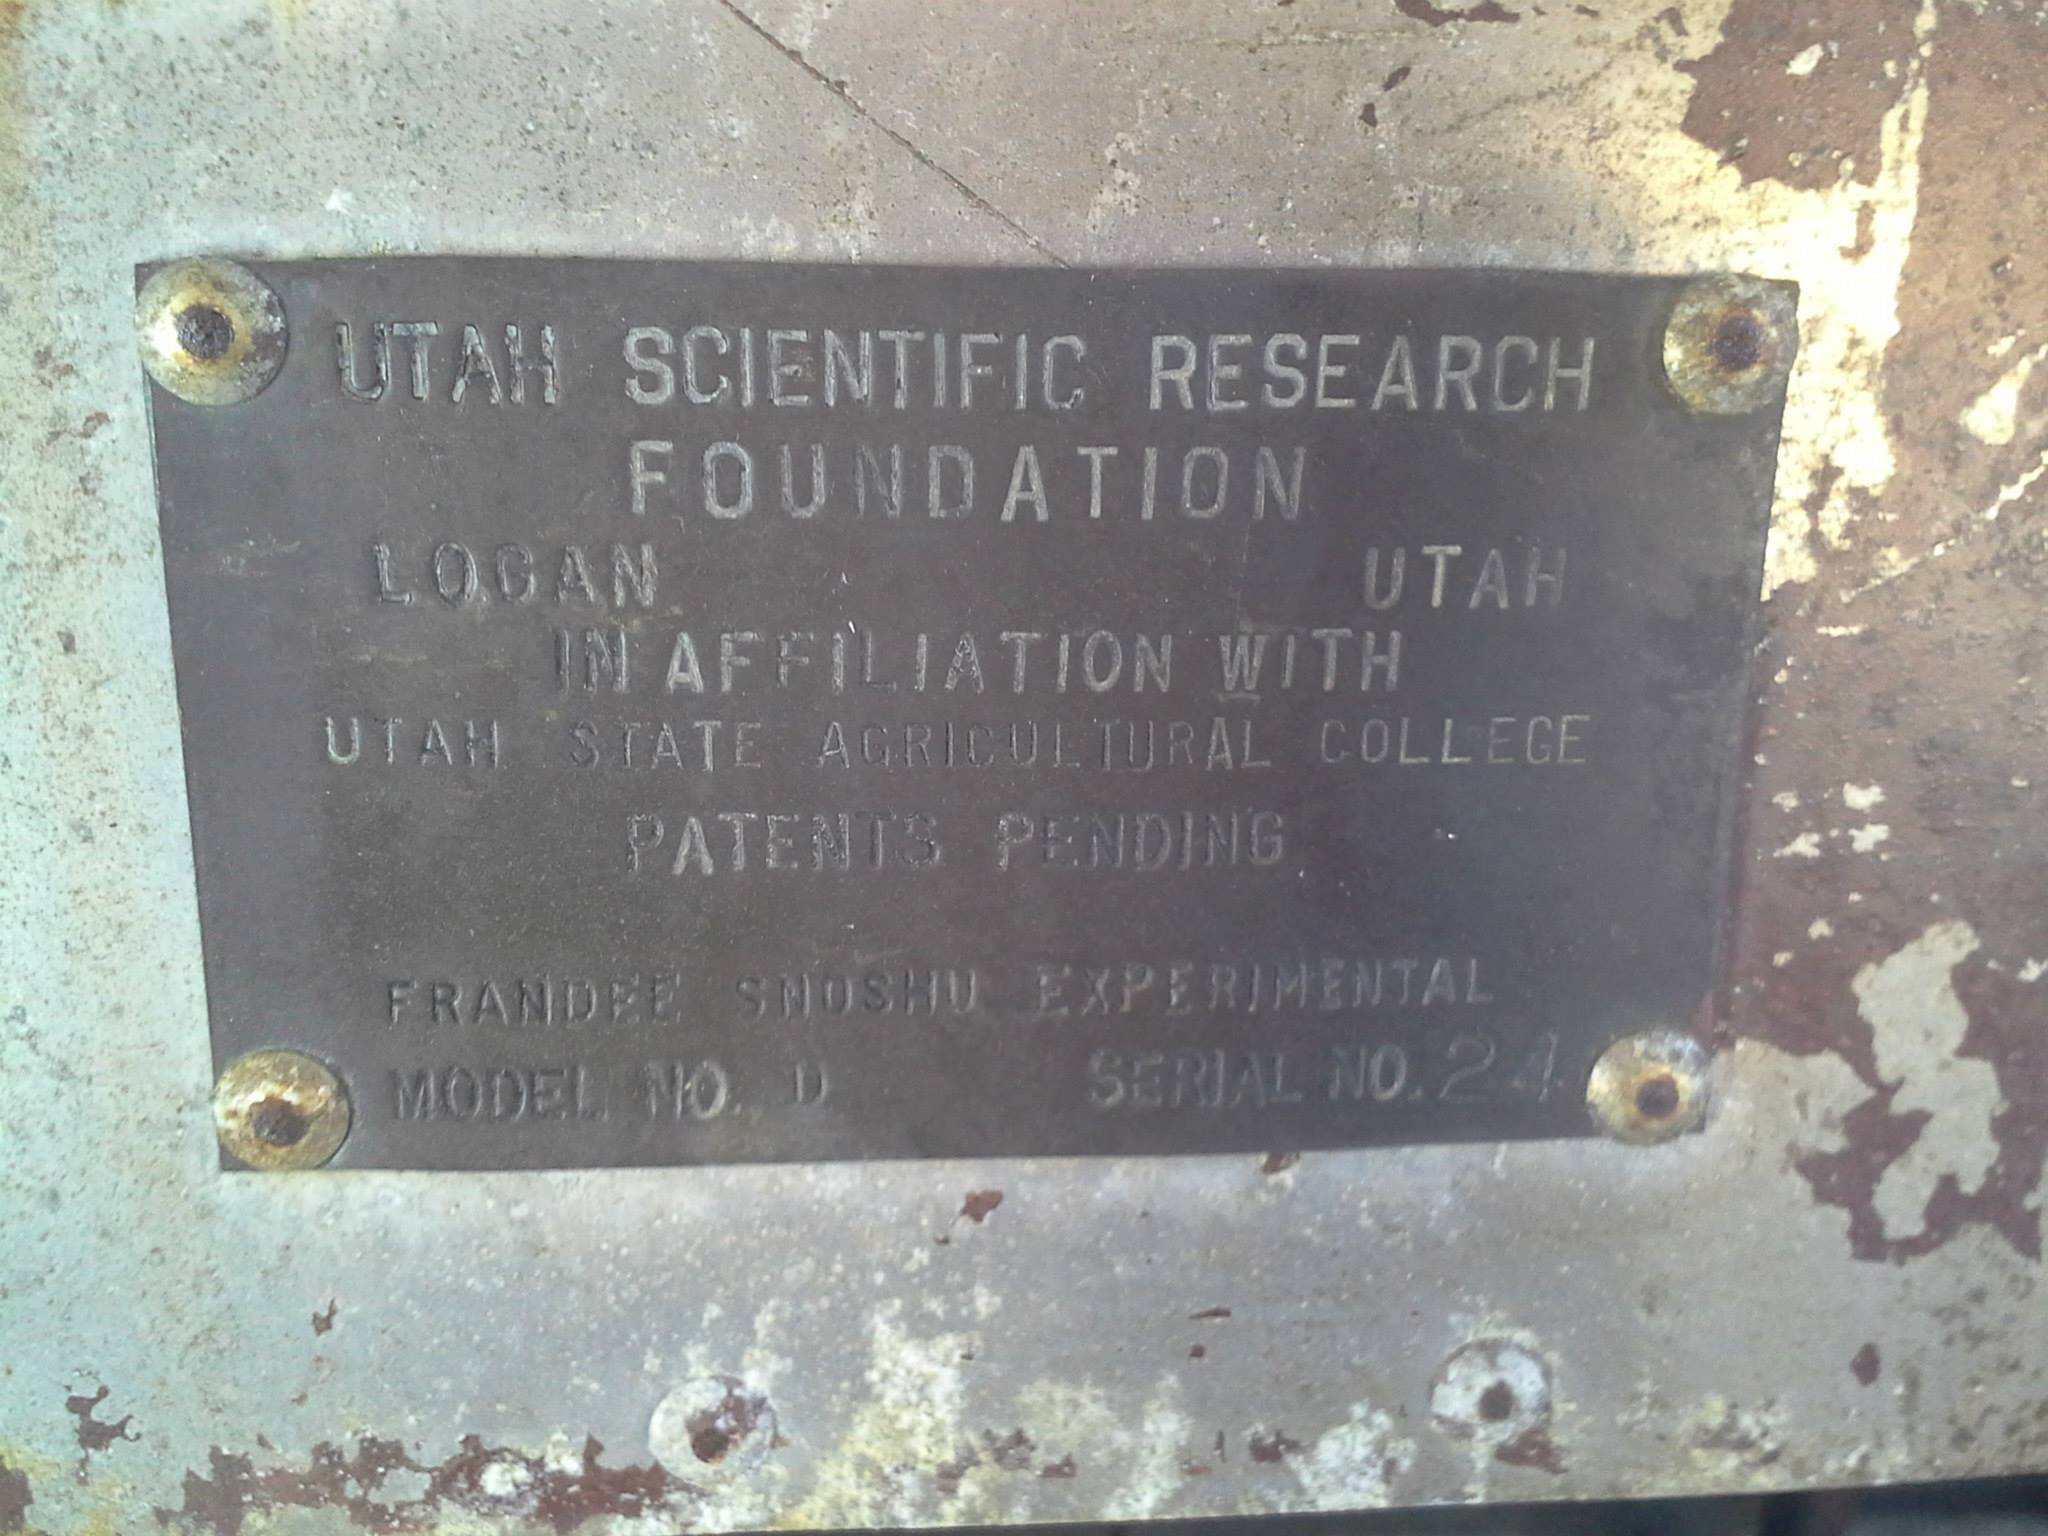 UTAH SCIENTIFIC RESEARCH
FOUNDATION
LOGAN UTAH
IN AFFILIATION WITH
UTAH STATE AGRICULTURAL COLLEGE
PATENTS PENDING
FRANDEE SNOSHU EXPERIMENTAL
MODEL NO. D SERIAL NO. 24